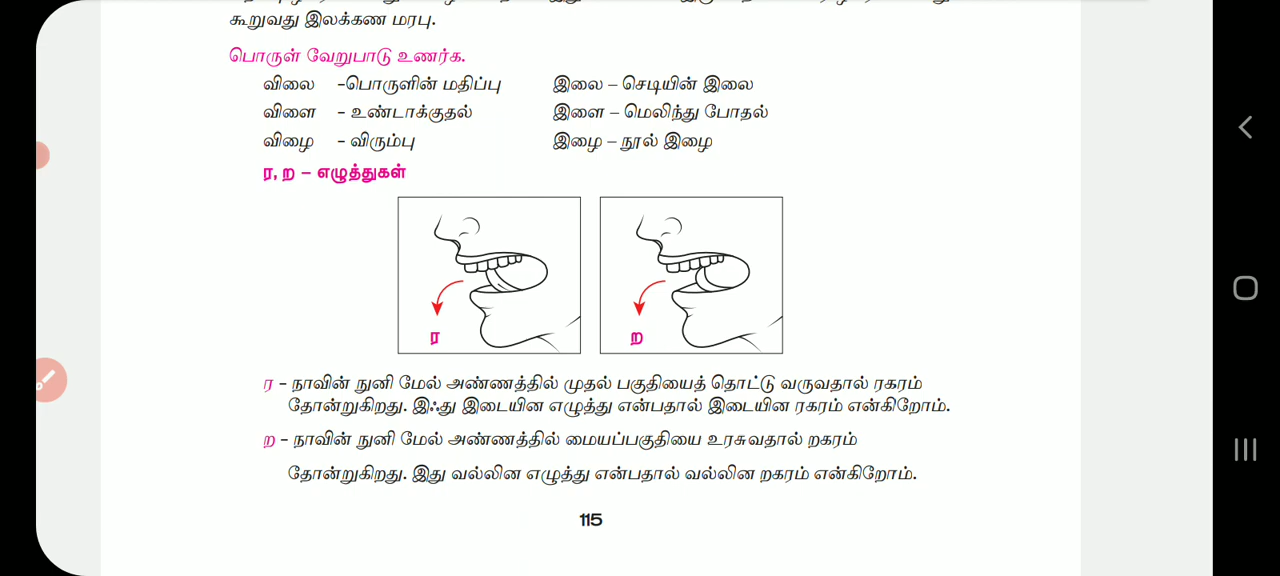 கூறுவது இலக்கண மரபு.
பொருள் வேறுபாடு உணர்க.
விலை -பொருளின் மதிப்பு இலை – செடியின் இலை
விளை - உண்டாக்குதல் இளை – மெலிந்து போதல்
விழை - விரும்பு இழை – நூல் இழை
ர, ற – எழுத்துகள்
ர ற
ர - நாவின் நுனி மேல் அண்ணத்தில் முதல் பகுதியைத் தொட்டு வருவதால் ரகரம்
தோன்றுகிறது. இஃது இடையின எழுத்து என்பதால் இடையின ரகரம் என்கிறோம்.
ற - நாவின் நுனி மேல் அண்ணத்தில் மையப்பகுதியை உரசுவதால் றகரம்
தோன்றுகிறது. இது வல்லின எழுத்து என்பதால் வல்லின றகரம் என்கிறோம்.
115